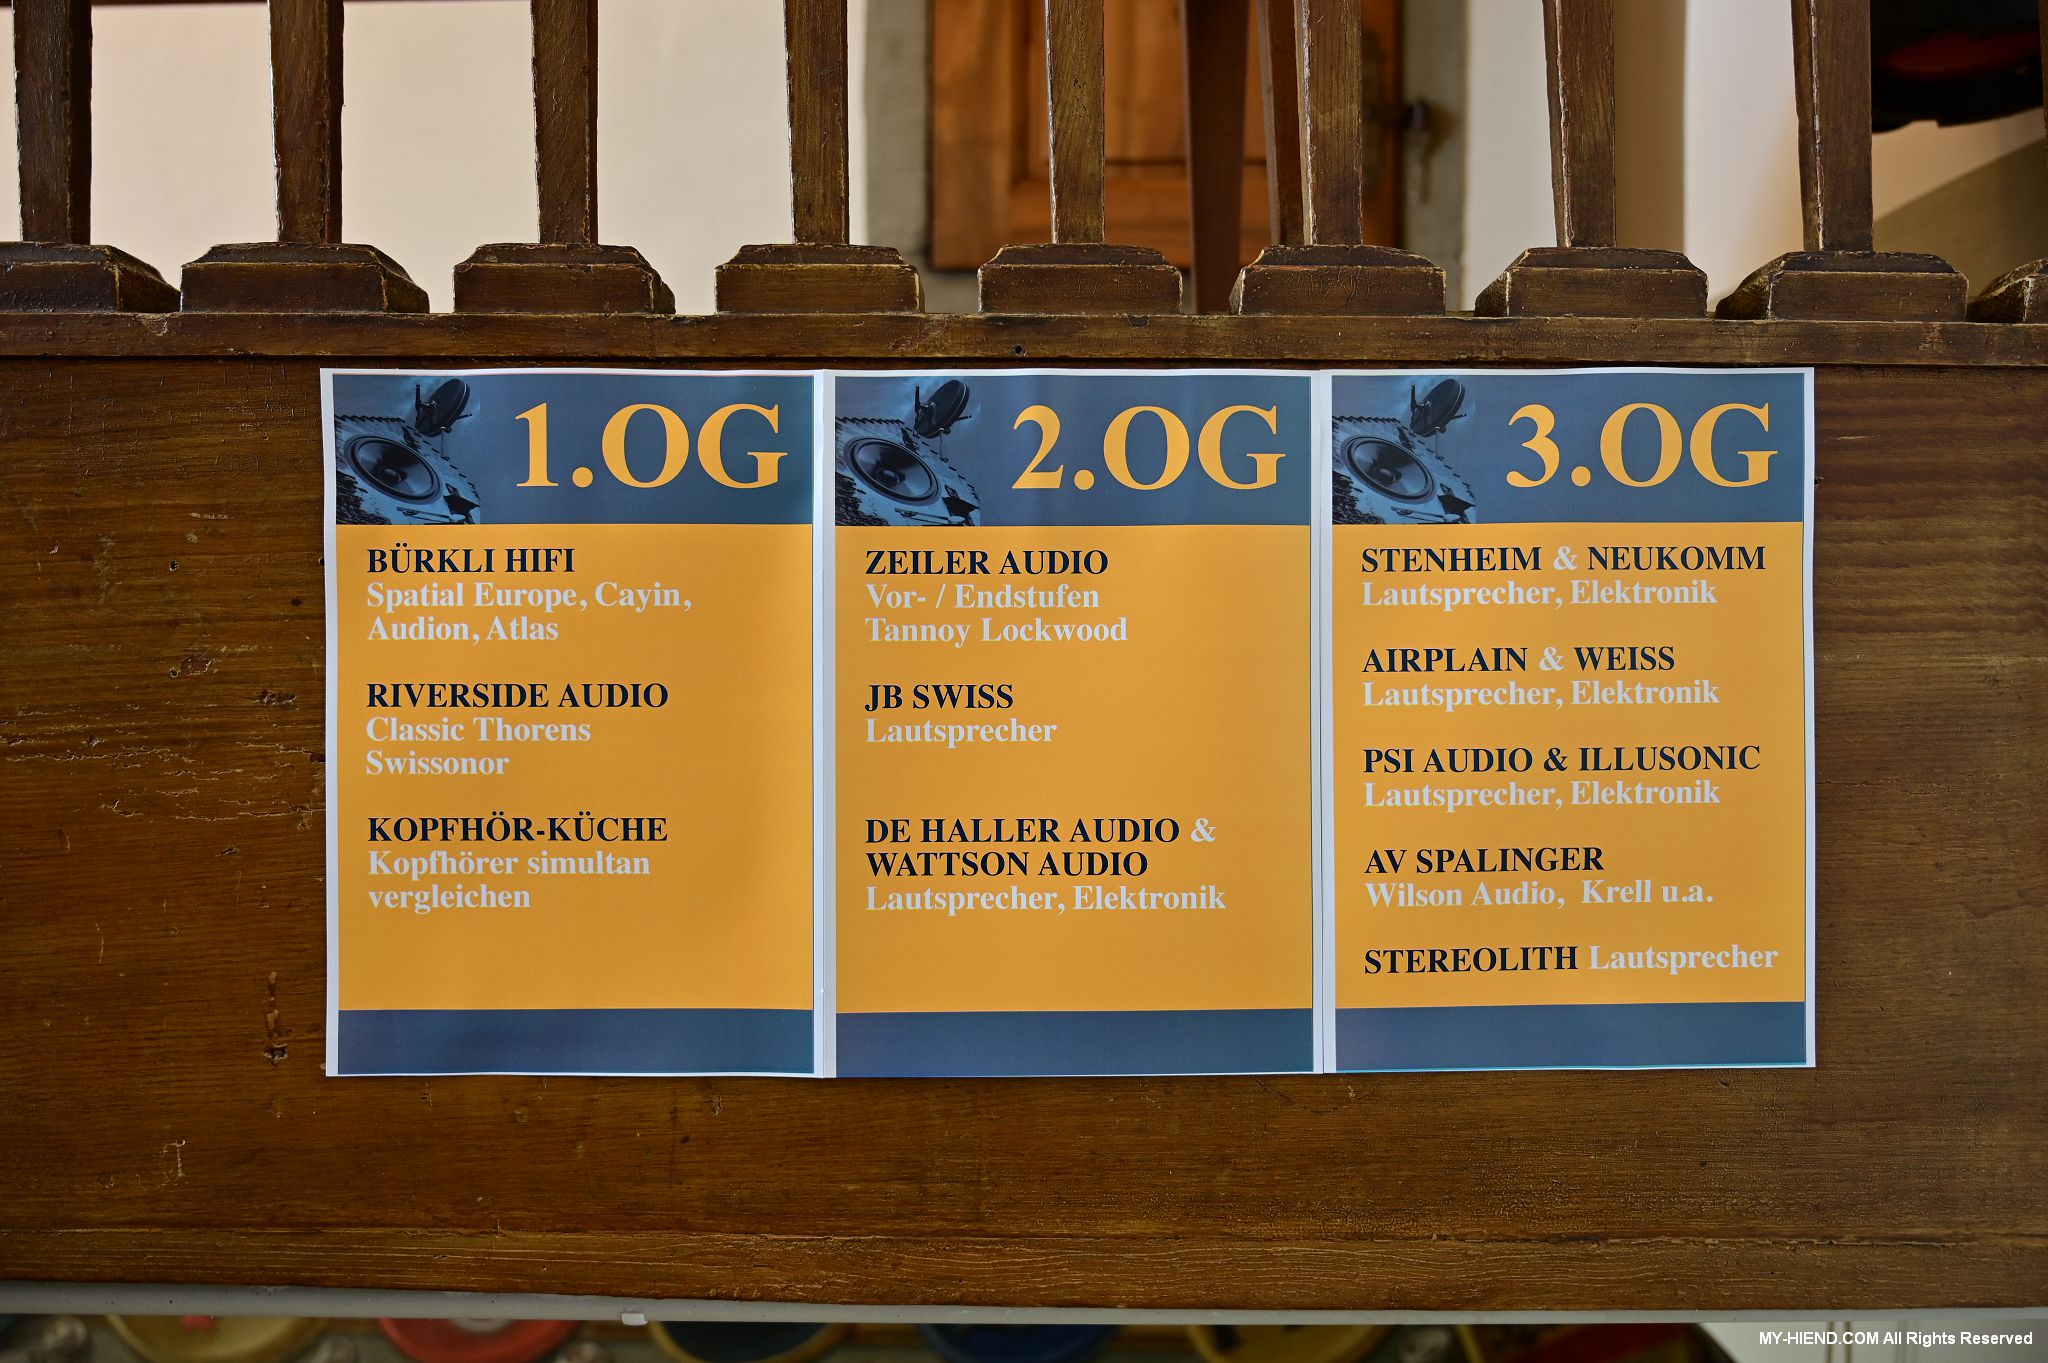 1.OG
BÜRKLI HIFI
Spatial Europe, Cayin,
Audion, Atlas
RIVERSIDE AUDIO
Classic Thorens
Swissonor
KOPFHÖR-KÜCHE
Kopfhörer simultan
vergleichen
2.OG
ZEILER AUDIO
Vor- / Endstufen
Tannoy Lockwood
JB SWISS
Lautsprecher
DE HALLER AUDIO &
WATTSON AUDIO
Lautsprecher, Elektronik
3.OG
STENHEIM & NEUKOMM
Lautsprecher, Elektronik
AIRPLAIN & WEISS
Lautsprecher, Elektronik
PSI AUDIO & ILLUSONIC
Lautsprecher, Elektronik
AV SPALINGER
Wilson Audio, Krell u.a.
STEREOLITH Lautsprecher
MY-HIEND.COM All Rights Reserved